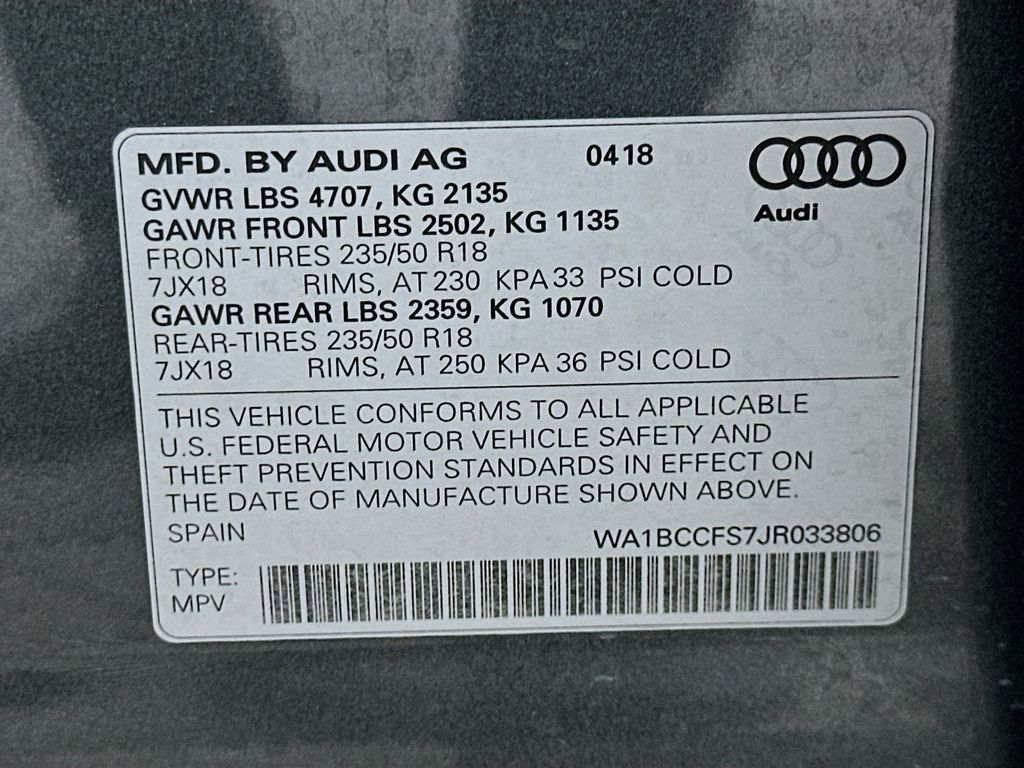 MFD. BY AUDI AG 0418
GVWR LBS 4707, KG 2135
Audi
GAWR FRONT LBS 2502, KG 1135
FRONT-TIRES 235/50 R18
7JX18 RIMS, AT 230 KPA 33 PSI COLD
GAWR REAR LBS 2359, KG 1070
REAR-TIRES 235/50 R18
7JX18 RIMS, AT 250 KPA 36 PSI COLD
THIS VEHICLE CONFORMS TO ALL APPLICABLE
U.S. FEDERAL MOTOR VEHICLE SAFETY AND
THEFT PREVENTION STANDARDS IN EFFECT ON
THE DATE OF MANUFACTURE SHOWN ABOVE.
SPAIN WA1BCCFS7JR033806
TYPE:
MPV